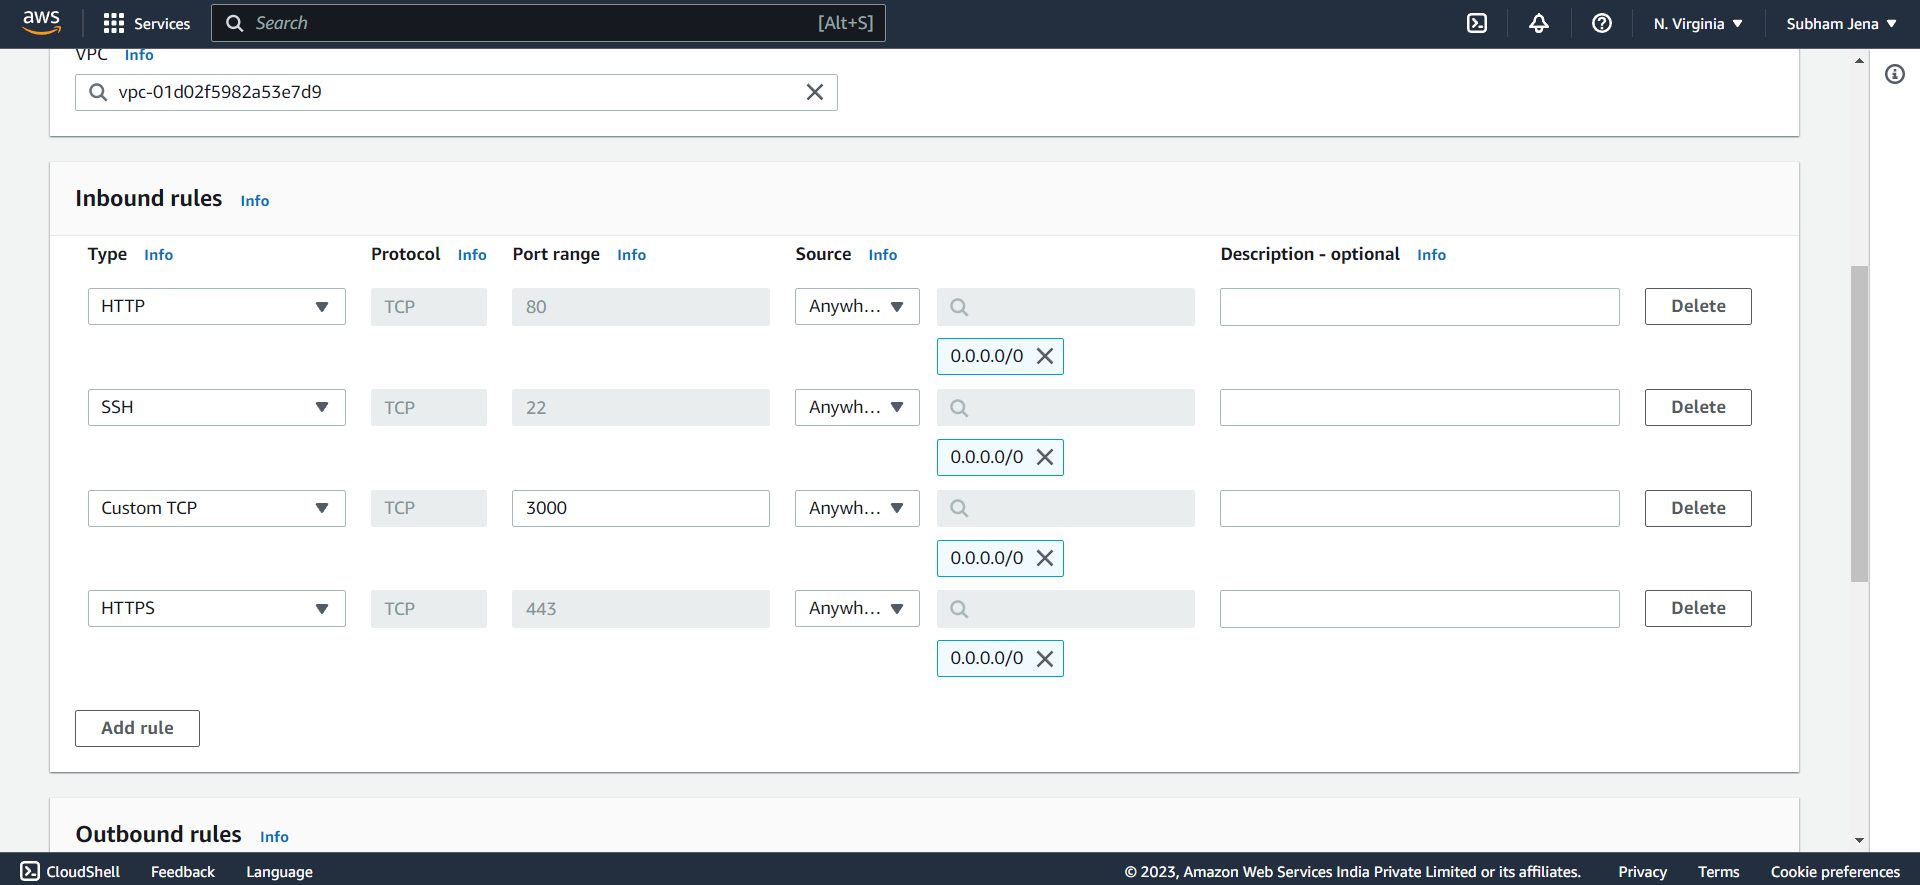 aws Services Search [Alt+S] N. Virginia Subham Jena
VPC Info
vpc-01d02f5982a53e7d9
Inbound rules Info
Type Info Protocol Info Port range Info Source Info Description - optional Info
HTTP TCP 80 Anywh... Delete
0.0.0.0/0
SSH TCP 22 Anywh... Delete
0.0.0.0/0
Custom TCP TCP 3000 Anywh... Delete
0.0.0.0/0
HTTPS TCP 443 Anywh... Delete
0.0.0.0/0
Add rule
Outbound rules Info
CloudShell Feedback Language © 2023, Amazon Web Services India Private Limited or its affiliates. Privacy Terms Cookie preferences